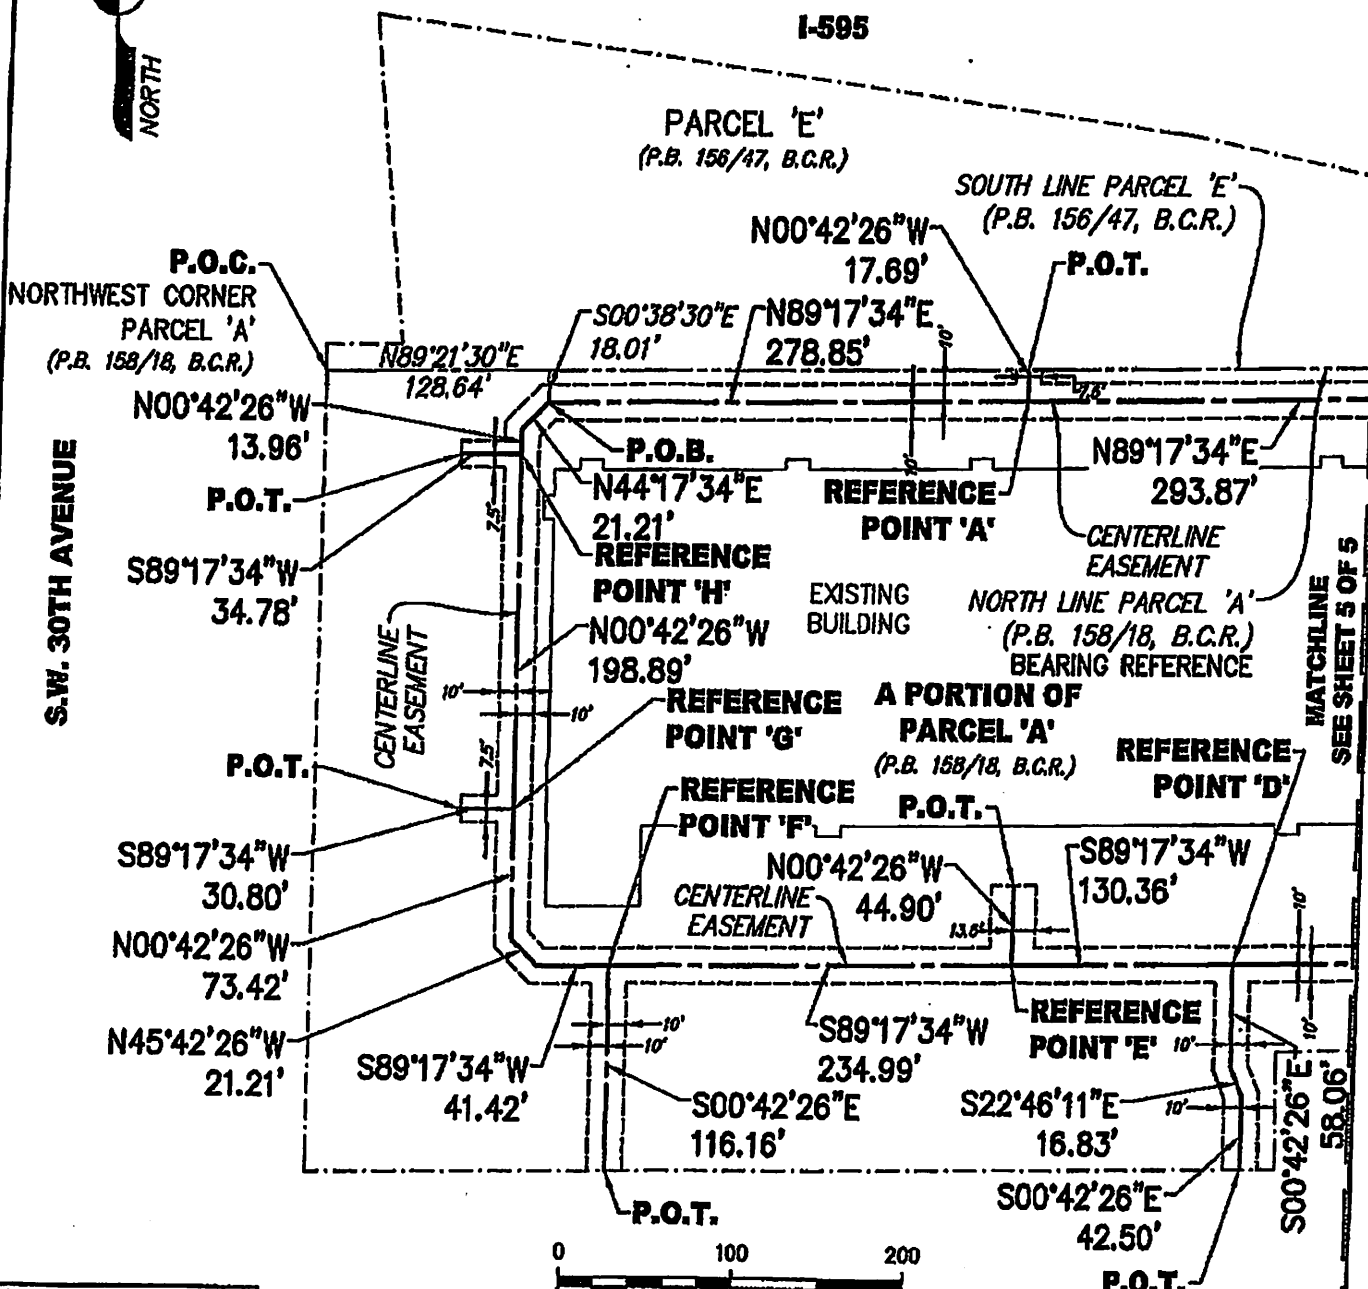 I-595
NORTH
PARCEL 'E'
(P.B. 156/47, B.C.R.)
SOUTH LINE PARCEL 'E'
(P.B. 156/47, B.C.R.)
N00°42'26"W
17.69'
P.O.T.
P.O.C.
NORTHWEST CORNER
PARCEL 'A'
(P.B. 158/18, B.C.R.)
S00°38'30"E
18.01'
N89°17'34"E
278.85'
10'
N89°21'30"E
128.64'
7.6'
N00°42'26"W
13.96'
P.O.B.
N89°17'34"E
293.87'
10'
P.O.T.
N44°17'34"E
21.21'
7.5'
REFERENCE
POINT 'A'
CENTERLINE
EASEMENT
S.W. 30TH AVENUE
S89°17'34"W
34.78'
REFERENCE
POINT 'H'
EXISTING
BUILDING
NORTH LINE PARCEL 'A'
(P.B. 158/18, B.C.R.)
BEARING REFERENCE
MATCHLINE
SEE SHEET 5 OF 5
CENTERLINE
EASEMENT
N00°42'26"W
198.89'
10'
10'
REFERENCE
POINT 'G'
A PORTION OF
PARCEL 'A'
(P.B. 158/18, B.C.R.)
REFERENCE
POINT 'D'
P.O.T.
7.5'
REFERENCE
POINT 'F'
P.O.T.
S89°17'34"W
30.80'
N00°42'26"W
44.90'
S89°17'34"W
130.36'
CENTERLINE
EASEMENT
13.6'
10'
N00°42'26"W
73.42'
N45°42'26"W
21.21'
S89°17'34"W
41.42'
10'
10'
S89°17'34"W
234.99'
REFERENCE
POINT 'E'
10'
10'
S00°42'26"E
116.16'
S22°46'11"E
16.83'
10'
S00°42'26"E
58.06'
S00°42'26"E
42.50'
P.O.T.
P.O.T.
0 100 200